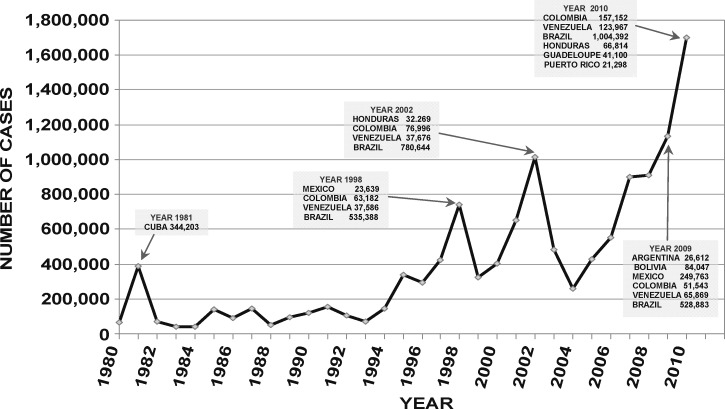 NUMBER OF CASES
1,800,000
1,600,000
1,400,000
1,200,000
1,000,000
800,000
600,000
400,000
200,000
0
YEAR 1981
CUBA 344,203
YEAR 1998
MEXICO 23,639
COLOMBIA 63,182
VENEZUELA 37,586
BRAZIL 535,388
YEAR 2002
HONDURAS 32.269
COLOMBIA 76,996
VENEZUELA 37,676
BRAZIL 780,644
YEAR 2010
COLOMBIA 157,152
VENEZUELA 123,967
BRAZIL 1,004,392
HONDURAS 66,814
GUADELOUPE 41,100
PUERTO RICO 21,298
YEAR 2009
ARGENTINA 26,612
BOLIVIA 84,047
MEXICO 249,763
COLOMBIA 51,543
VENEZUELA 65,869
BRAZIL 528,883
1980
1982
1984
1986
1988
1990
1992
1994
1996
1998
2000
2002
2004
2006
2008
2010
YEAR